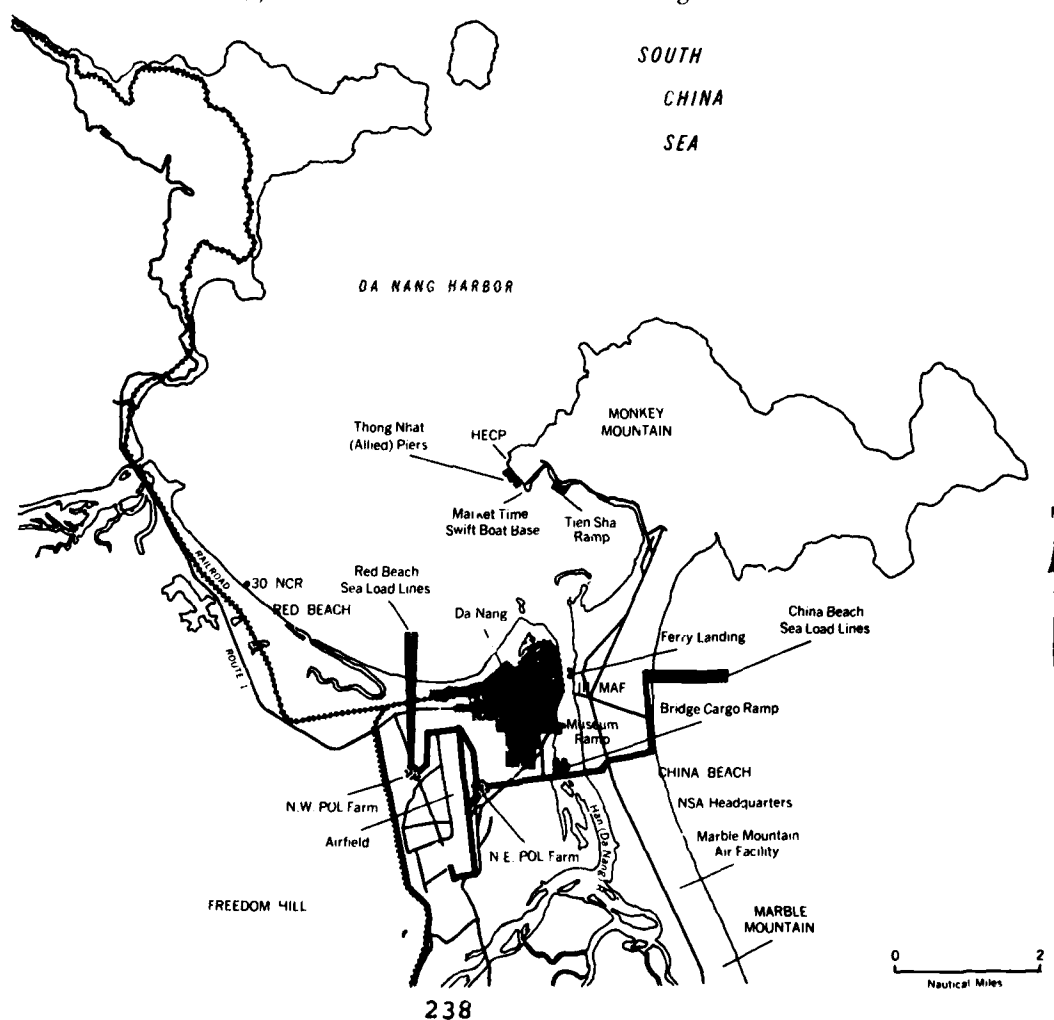 SOUTH
CHINA
SEA
DA NANG HARBOR
MONKEY
MOUNTAIN
Thong Nhat
(Allied) Piers
HECP
Market Time
Swift Boat Base
Tien Sha
Ramp
Red Beach
Sea Load Lines
30 NCR
RED BEACH
RAILROAD
ROUTE 1
Da Nang
China Beach
Sea Load Lines
Ferry Landing
III MAF
Bridge Cargo Ramp
Museum
Ramp
CHINA BEACH
N.W. POL Farm
NSA Headquarters
Airfield
N.E. POL Farm
Han (Da Nang) R
Marble Mountain
Air Facility
FREEDOM HILL
MARBLE
MOUNTAIN
0 2
Nautical Miles
238